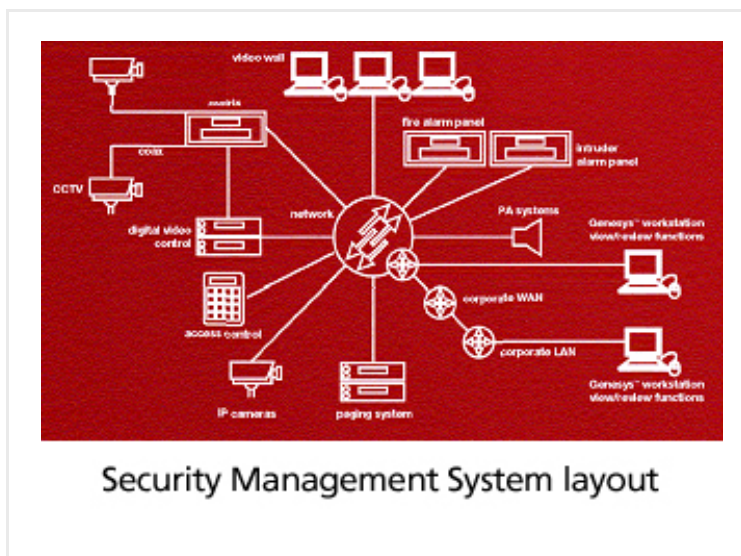 video wall
matrix
fire alarm panel
intruder
alarm panel
coax
CCTV
network
PA systems
digital video
control
Genesys™ workstation
view/review functions
corporate WAN
access control
corporate LAN
IP cameras
paging system
Genesys™ workstation
view/review functions
Security Management System layout